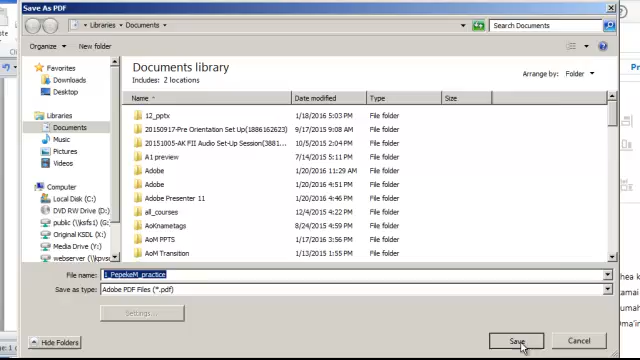 Save As PDF
Libraries ▸ Documents ▸
Search Documents
Organize
New folder
Favorites
Downloads
Desktop
Libraries
Documents
Music
Pictures
Videos
Computer
Local Disk (C:)
DVD RW Drive (D:)
public (\\ksfs1) (
Original KSDL (X:)
Media Drive (Y:)
webserver (\\kpws
Documents library
Includes: 2 locations
Arrange by: Folder
Name Date modified Type Size
12_pptx 1/18/2016 5:03 PM File folder
20150917-Pre Orientation Set Up(1886162623) 9/17/2015 9:08 AM File folder
20151005-AK FII Audio Set-Up Session(3881... 10/5/2015 2:04 PM File folder
A1 preview 7/14/2015 5:11 PM File folder
Adobe 1/20/2016 11:29 AM File folder
Adobe 1/20/2016 4:51 PM File folder
Adobe Presenter 11 1/20/2016 4:46 PM File folder
all_courses 12/4/2015 4:22 PM File folder
AoKnametags 8/24/2015 4:59 PM File folder
AoM PPTS 1/20/2016 3:19 PM File folder
AoM Transition 1/13/2015 1:55 PM File folder
File name: 1_PepekeM_practice
Save as type: Adobe PDF Files (*.pdf)
Settings...
Hide Folders
Save
Cancel